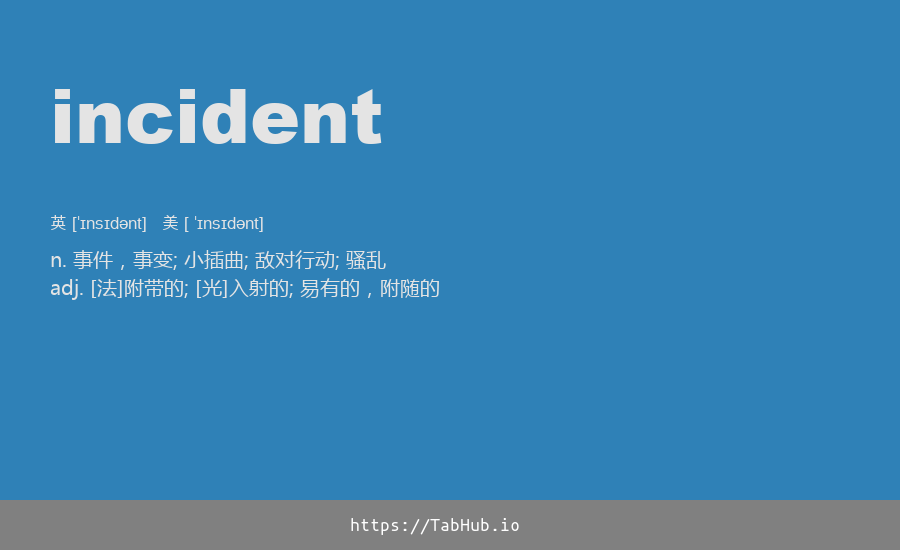 incident
英 [ˈɪnsɪdənt] 美 [ ˈɪnsɪdənt]
n. 事件，事变; 小插曲; 敌对行动; 骚乱
adj. [法]附带的; [光]入射的; 易有的，附随的
https://TabHub.io